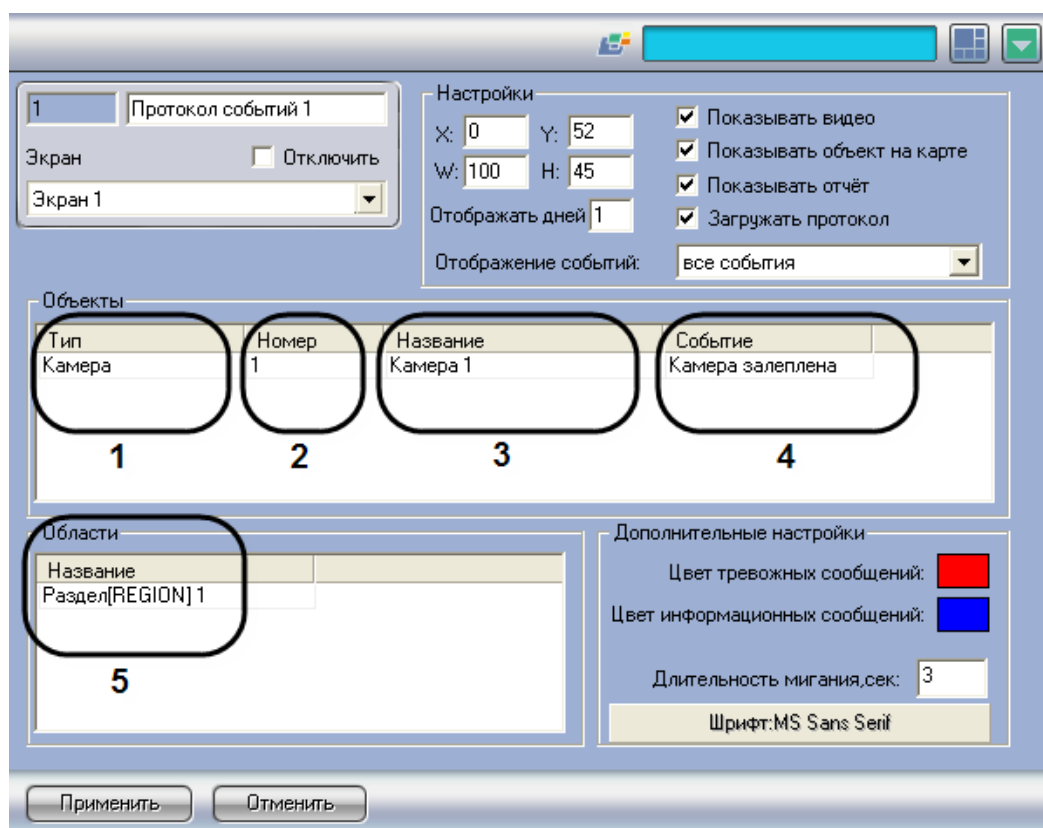 1
Протокол событий 1
Экран
Отключить
Экран 1
Настройки
X: 0 Y: 52
W: 100 H: 45
Отображать дней 1
Показывать видео
Показывать объект на карте
Показывать отчёт
Загружать протокол
Отображение событий: все события
Объекты
Тип Номер Название Событие
Камера 1 Камера 1 Камера залеплена
1 2 3 4
Области
Название
Раздел[REGION] 1
5
Дополнительные настройки
Цвет тревожных сообщений:
Цвет информационных сообщений:
Длительность мигания,сек: 3
Шрифт:MS Sans Serif
Применить Отменить